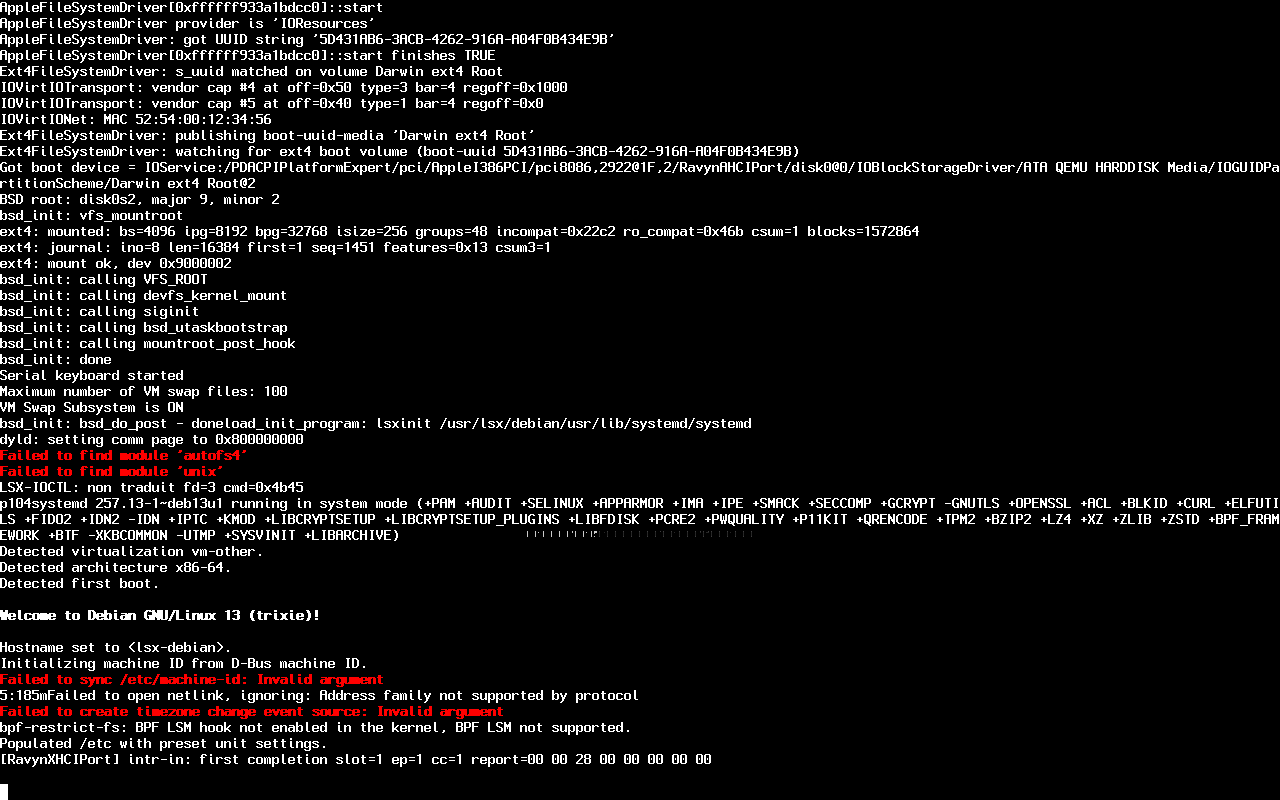 AppleFileSystemDriver[0xffffff933a1bdcc0]::start
AppleFileSystemDriver provider is 'IOResources'
AppleFileSystemDriver: got UUID string '5D431AB6-3ACB-4262-916A-A04F0B434E9B'
AppleFileSystemDriver[0xffffff933a1bdcc0]::start finishes TRUE
Ext4FileSystemDriver: s_uuid matched on volume Darwin ext4 Root
IOVirtIOTransport: vendor cap #4 at off=0x50 type=3 bar=4 regoff=0x1000
IOVirtIOTransport: vendor cap #5 at off=0x40 type=1 bar=4 regoff=0x0
IOVirtIONet: MAC 52:54:00:12:34:56
Ext4FileSystemDriver: publishing boot-uuid-media 'Darwin ext4 Root'
Ext4FileSystemDriver: watching for ext4 boot volume (boot-uuid 5D431AB6-3ACB-4262-916A-A04F0B434E9B)
Got boot device = IOService:/PDACPIPlatformExpert/pci/AppleI386PCI/pci8086,2922@1F,2/RavynAHCIPort/disk0@0/IOBlockStorageDriver/ATA QEMU HARDDISK Media/IOGUIDPa
rtitionScheme/Darwin ext4 Root@2
BSD root: disk0s2, major 9, minor 2
bsd_init: vfs_mountroot
ext4: mounted: bs=4096 ipg=8192 bpg=32768 isize=256 groups=48 incompat=0x22c2 ro_compat=0x46b csum=1 blocks=1572864
ext4: journal: ino=8 len=16384 first=1 seq=1451 features=0x13 csum3=1
ext4: mount ok, dev 0x9000002
bsd_init: calling VFS_ROOT
bsd_init: calling devfs_kernel_mount
bsd_init: calling siginit
bsd_init: calling bsd_utaskbootstrap
bsd_init: calling mountroot_post_hook
bsd_init: done
Serial keyboard started
Maximum number of VM swap files: 100
VM Swap Subsystem is ON
bsd_init: bsd_do_post - doneload_init_program: lsxinit /usr/lsx/debian/usr/lib/systemd/systemd
dyld: setting comm page to 0x800000000
Failed to find module 'autofs4'
Failed to find module 'unix'
LSX-IOCTL: non traduit fd=3 cmd=0x4b45
p104systemd 257.13-1~deb13u1 running in system mode (+PAM +AUDIT +SELINUX +APPARMOR +IMA +IPE +SMACK +SECCOMP +GCRYPT -GNUTLS +OPENSSL +ACL +BLKID +CURL +ELFUTI
LS +FIDO2 +IDN2 -IDN +IPTC +KMOD +LIBCRYPTSETUP +LIBCRYPTSETUP_PLUGINS +LIBFDISK +PCRE2 +PWQUALITY +P11KIT +QRENCODE +TPM2 +BZIP2 +LZ4 +XZ +ZLIB +ZSTD +BPF_FRAM
EWORK +BTF -XKBCOMMON -UTMP +SYSVINIT +LIBARCHIVE)
Detected virtualization vm-other.
Detected architecture x86-64.
Detected first boot.
Welcome to Debian GNU/Linux 13 (trixie)!
Hostname set to <lsx-debian>.
Initializing machine ID from D-Bus machine ID.
Failed to sync /etc/machine-id: Invalid argument
5:185mFailed to open netlink, ignoring: Address family not supported by protocol
Failed to create timezone change event source: Invalid argument
bpf-restrict-fs: BPF LSM hook not enabled in the kernel, BPF LSM not supported.
Populated /etc with preset unit settings.
[RavynXHCIPort] intr-in: first completion slot=1 ep=1 cc=1 report=00 00 28 00 00 00 00 00